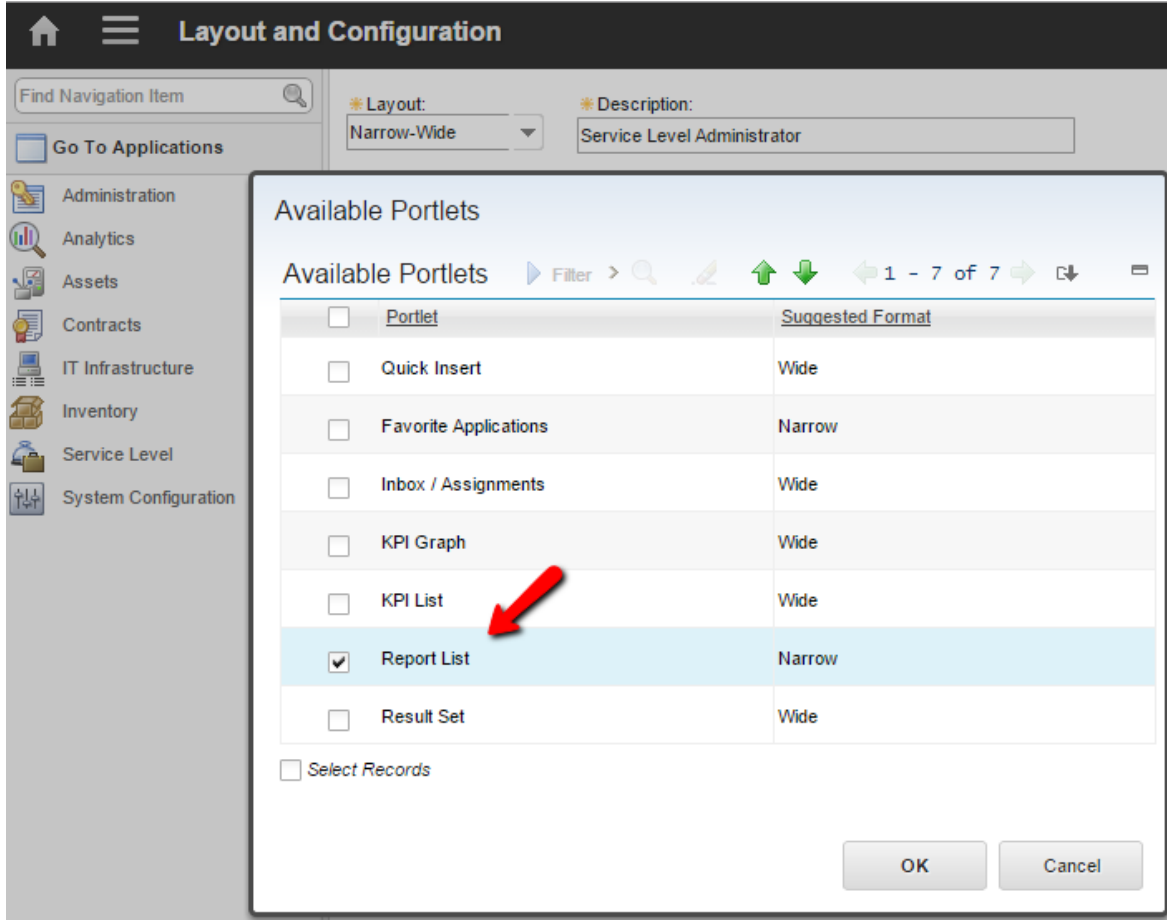 Layout and Configuration
Find Navigation Item
Go To Applications
Administration
Analytics
Assets
Contracts
IT Infrastructure
Inventory
Service Level
System Configuration
Layout:
Narrow-Wide
Description:
Service Level Administrator
Available Portlets
Available Portlets Filter 1 - 7 of 7
Portlet Suggested Format
Quick Insert Wide
Favorite Applications Narrow
Inbox / Assignments Wide
KPI Graph Wide
KPI List Wide
Report List Narrow
Result Set Wide
Select Records
OK Cancel